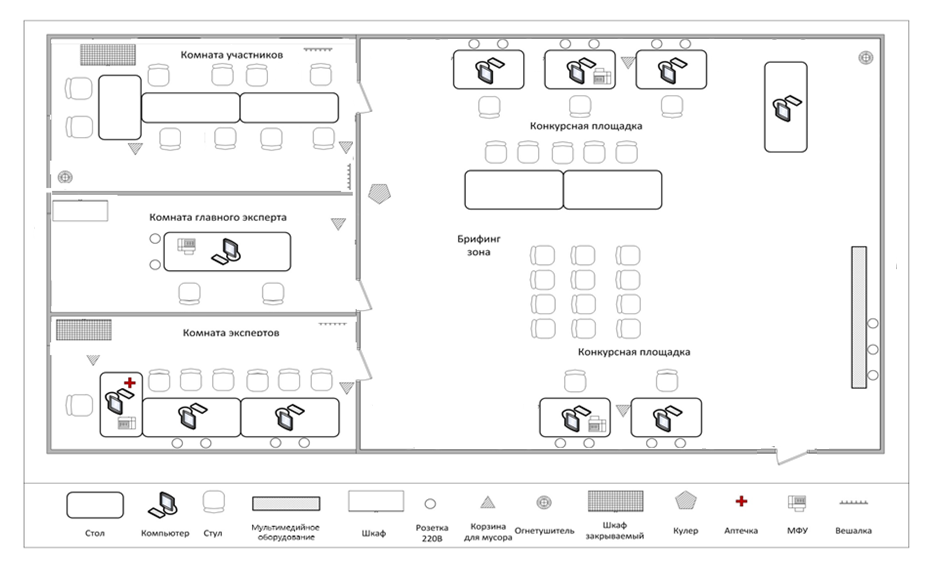 Комната участников
Конкурсная площадка
Комната главного эксперта
Брифинг
зона
Комната экспертов
Конкурсная площадка
Стол
Компьютер
Стул
Мультимедийное
оборудование
Шкаф
Розетка
220В
Корзина
для мусора
Огнетушитель
Шкаф
закрываемый
Кулер
Аптечка
МФУ
Вешалка